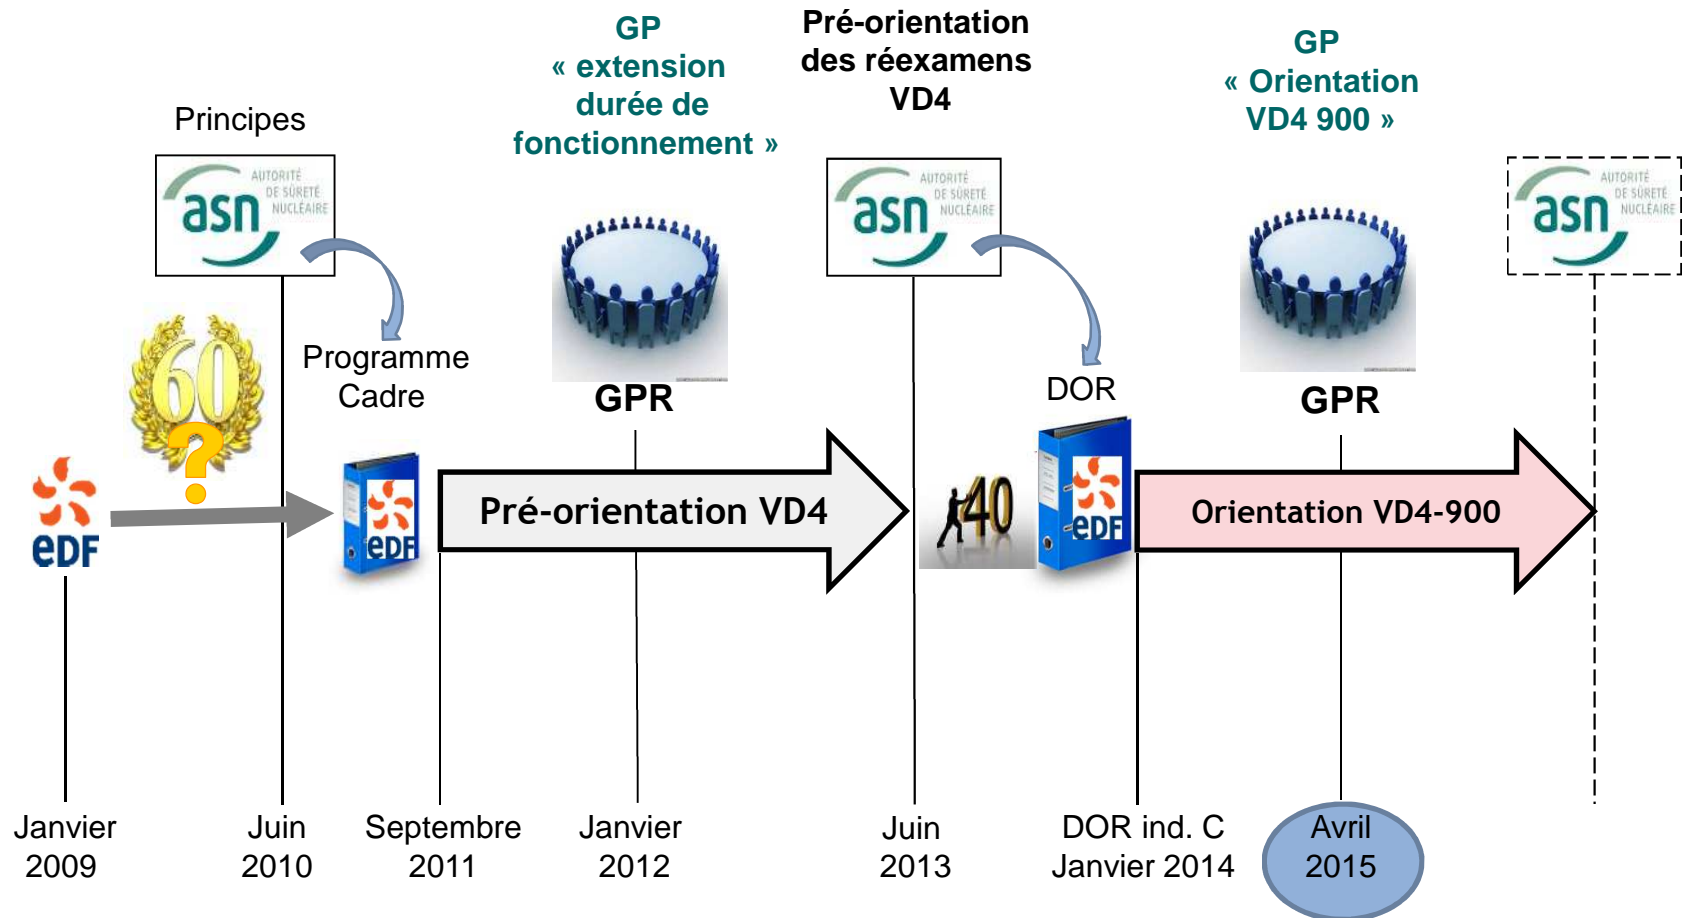 GP
« extension
durée de
fonctionnement »
Pré-orientation
des réexamens
VD4
GP
« Orientation
VD4 900 »
Principes
asn
AUTORITÉ
DE SÛRETÉ
NUCLÉAIRE
asn
AUTORITÉ
DE SÛRETÉ
NUCLÉAIRE
asn
AUTORITÉ
DE SÛRETÉ
NUCLÉAIRE
60
?
Programme
Cadre
GPR
DOR
GPR
eDF
eDF
Pré-orientation VD4
40
eDF
Orientation VD4-900
Janvier
2009
Juin
2010
Septembre
2011
Janvier
2012
Juin
2013
DOR ind. C
Janvier 2014
Avril
2015